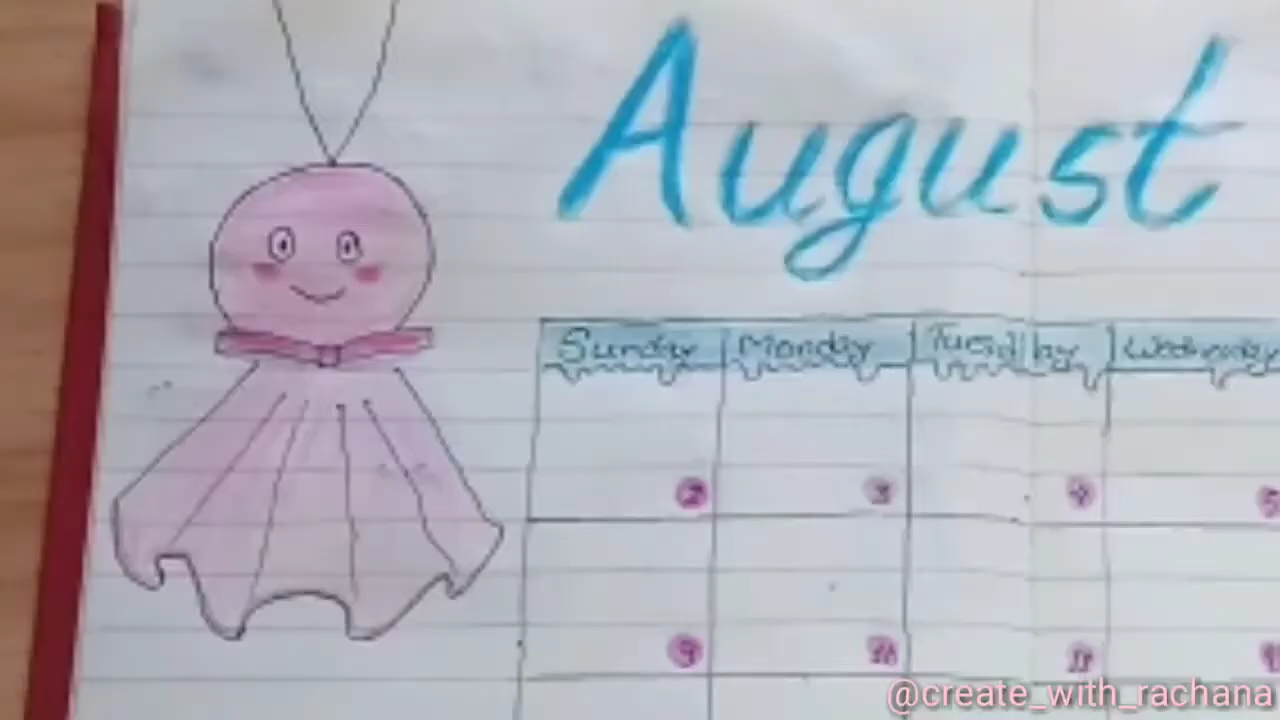 August
Sunday Monday Tuesday Wednesday
2 3 4 5
9 10 11
@create_with_rachana